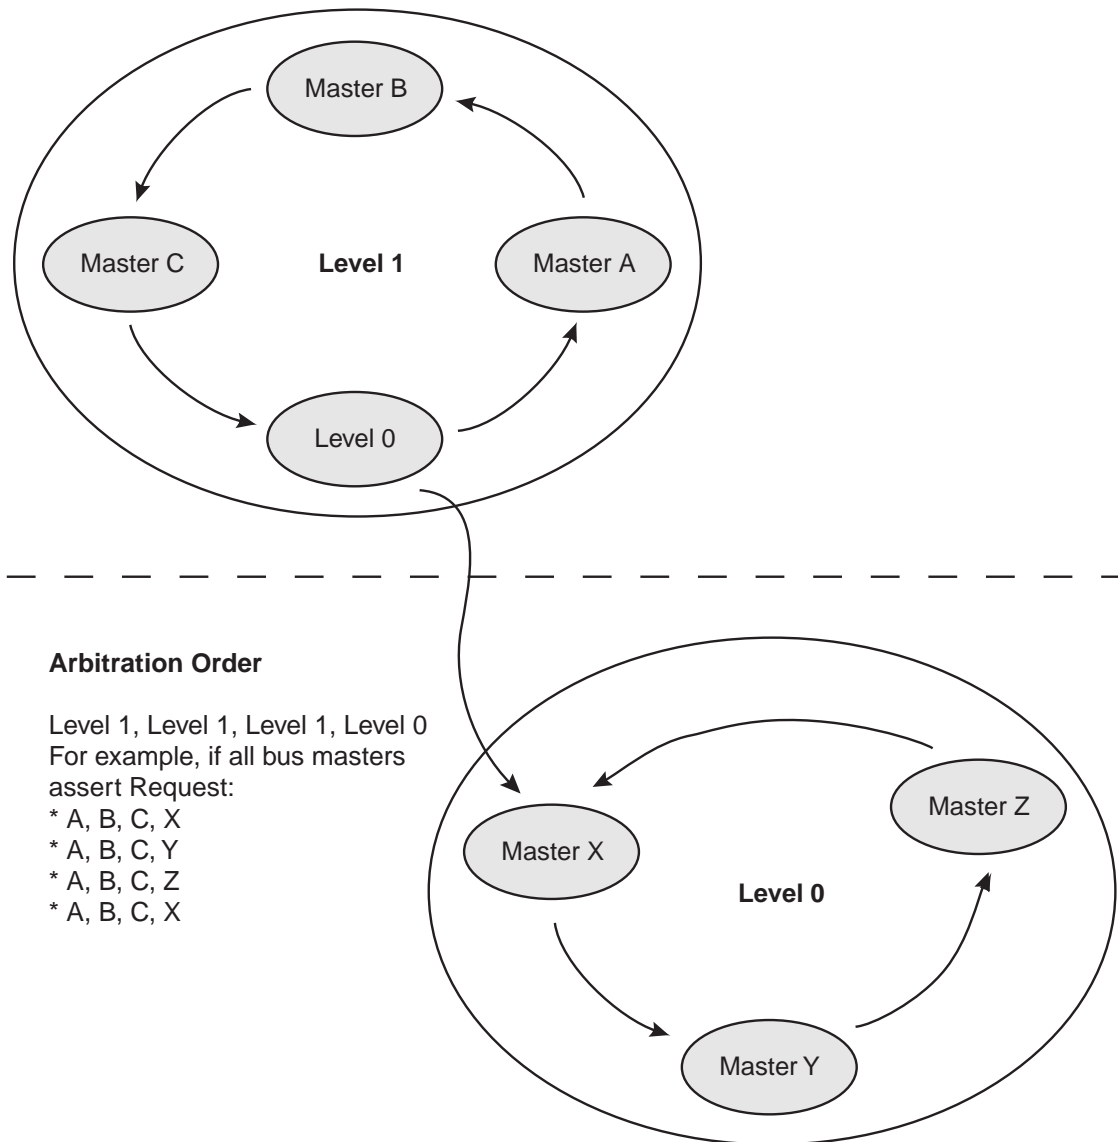 Master B
Master C
Level 1
Master A
Level 0
Arbitration Order
Level 1, Level 1, Level 1, Level 0
For example, if all bus masters
assert Request:
* A, B, C, X
* A, B, C, Y
* A, B, C, Z
* A, B, C, X
Master Z
Master X
Level 0
Master Y